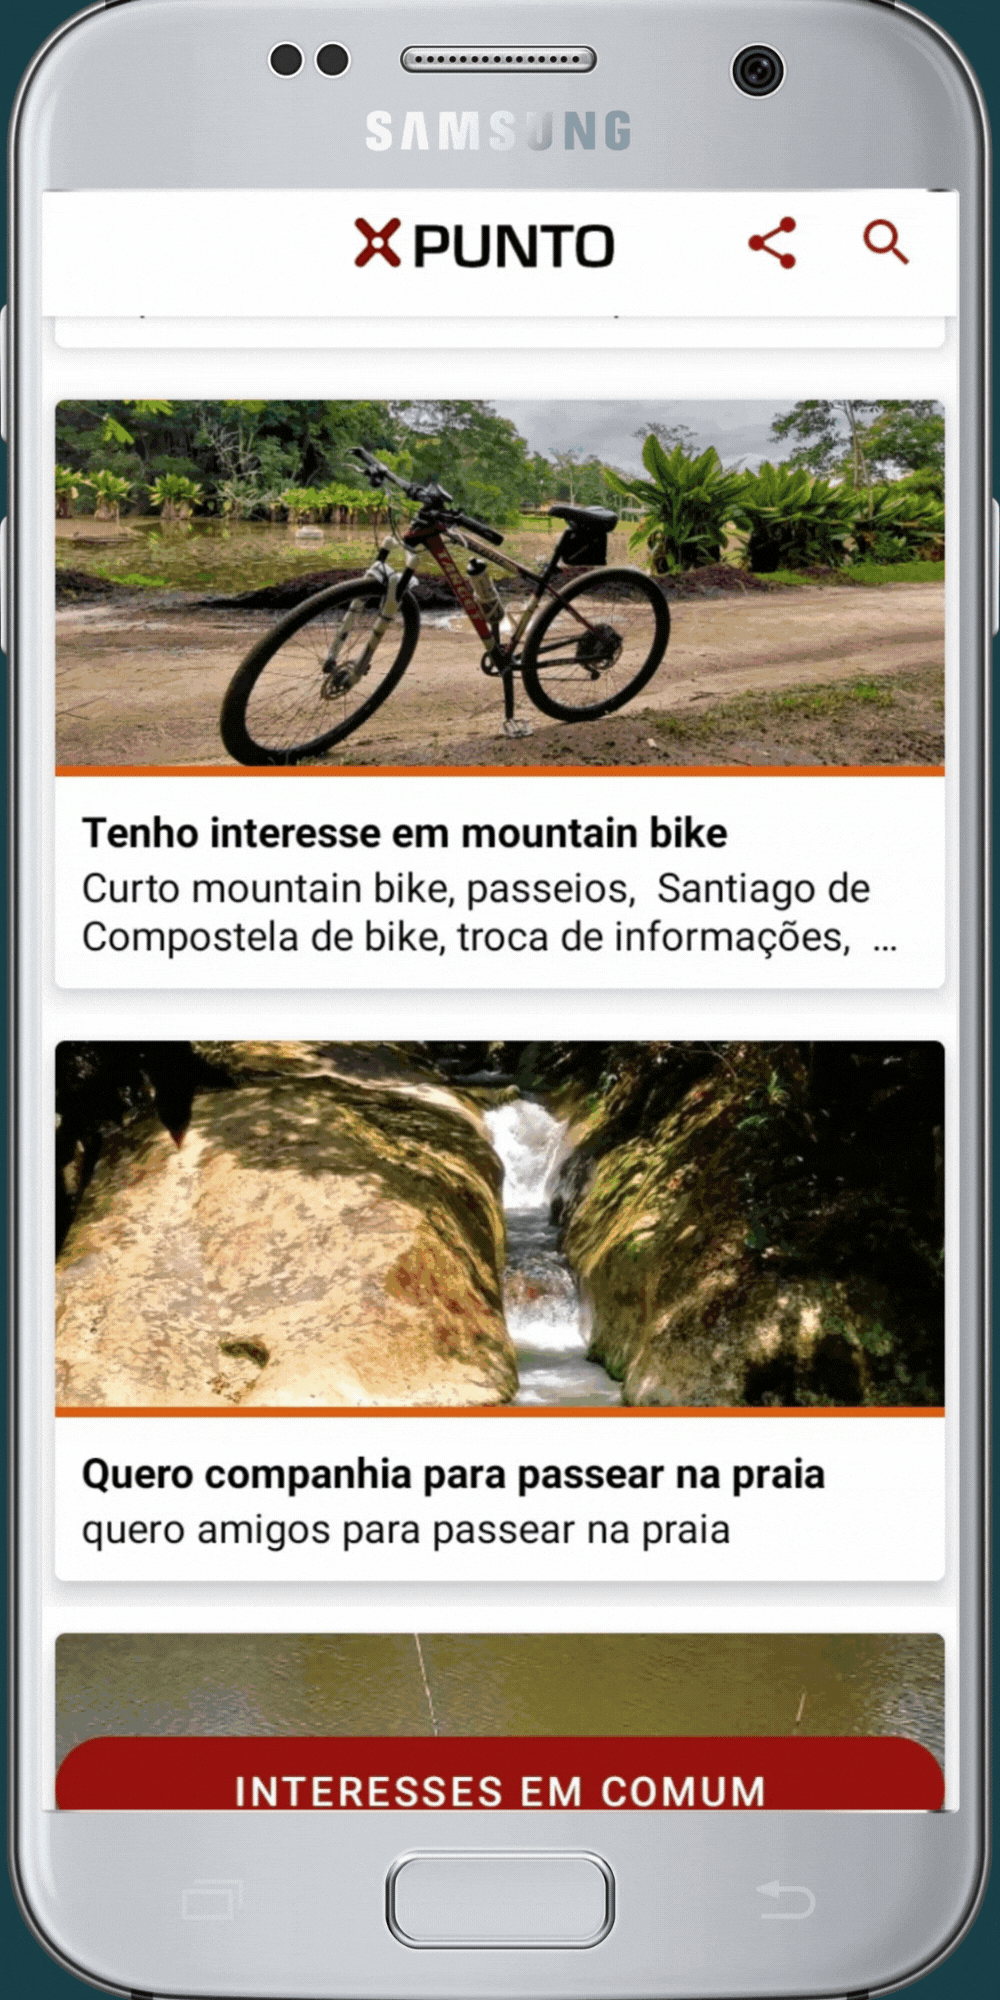 SAMSUNG
PUNTO
Tenho interesse em mountain bike
Curto mountain bike, passeios, Santiago de
Compostela de bike, troca de informações, ...
Quero companhia para passear na praia
quero amigos para passear na praia
INTERESSES EM COMUM